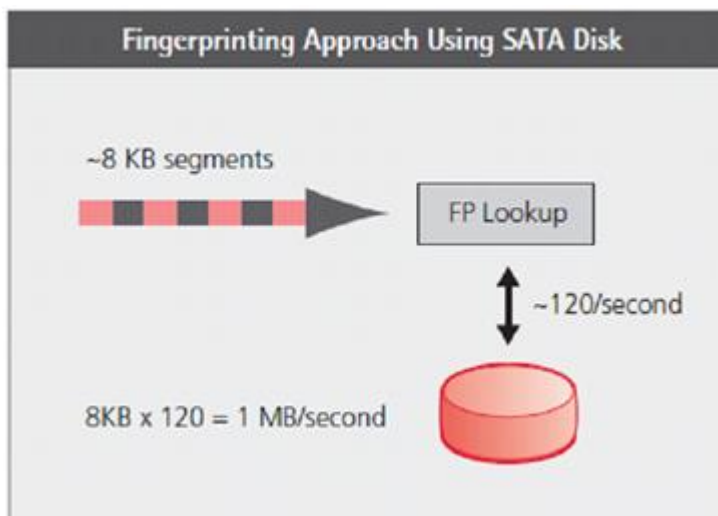 Fingerprinting Approach Using SATA Disk
~8 KB segments
FP Lookup
~120/second
8KB x 120 = 1 MB/second